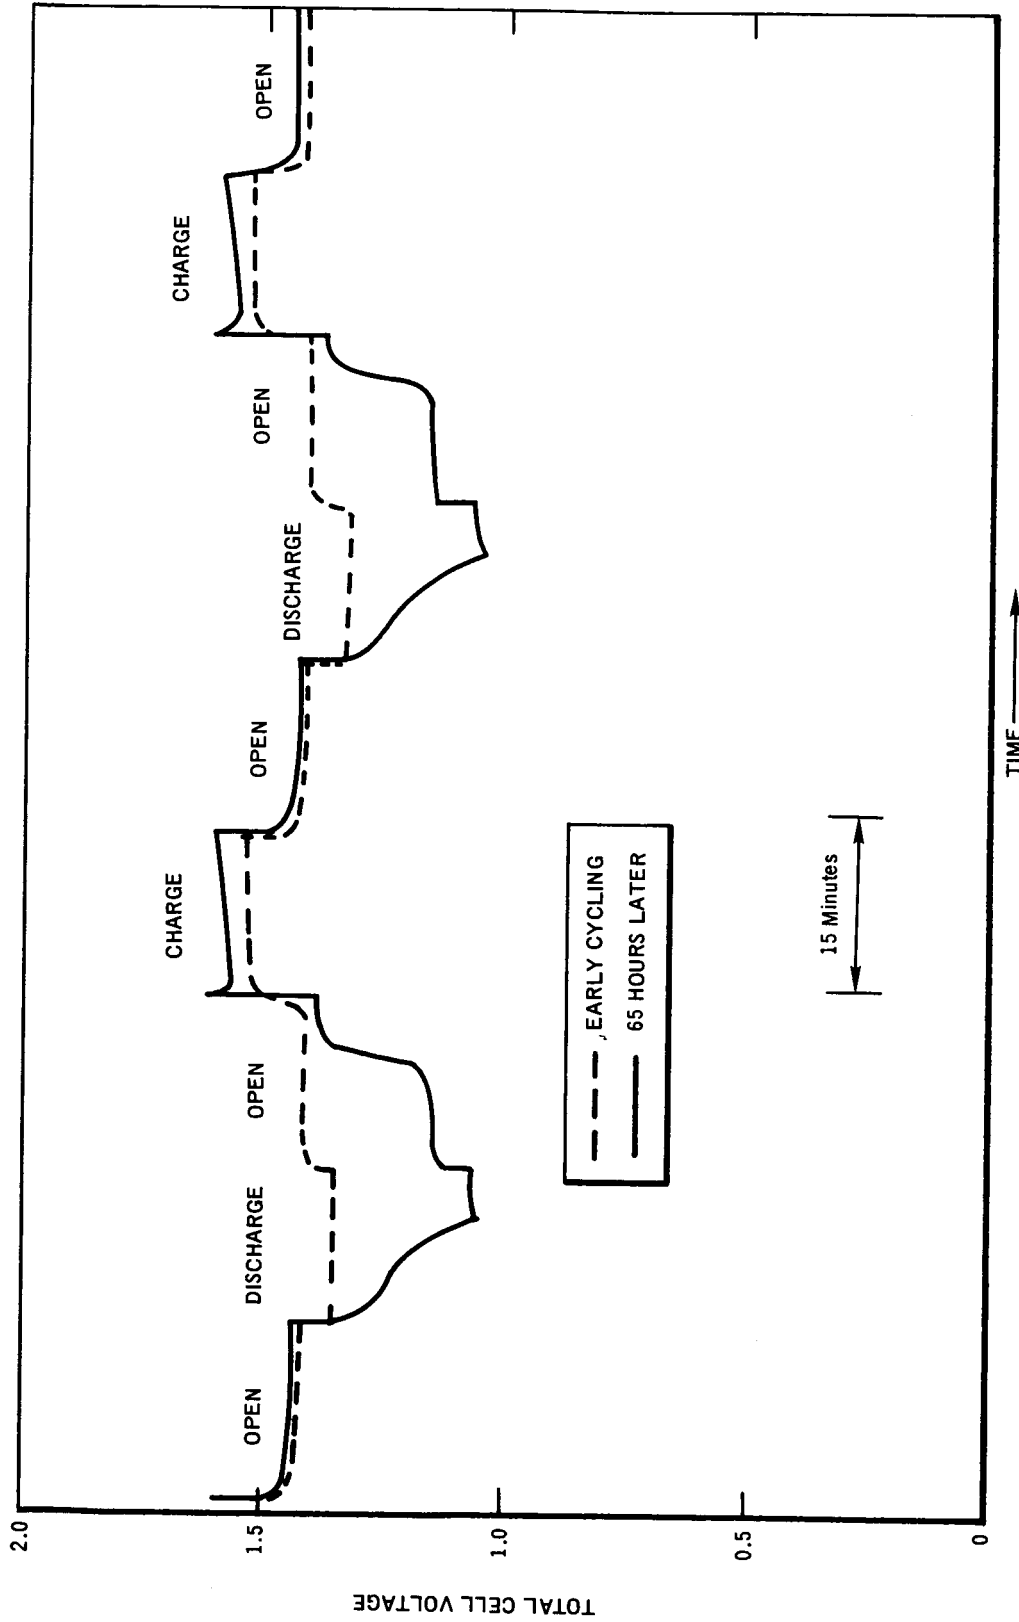 TOTAL CELL VOLTAGE
2.0
1.5
1.0
0.5
0
OPEN
DISCHARGE
OPEN
CHARGE
OPEN
DISCHARGE
OPEN
CHARGE
OPEN
EARLY CYCLING
65 HOURS LATER
15 Minutes
TIME